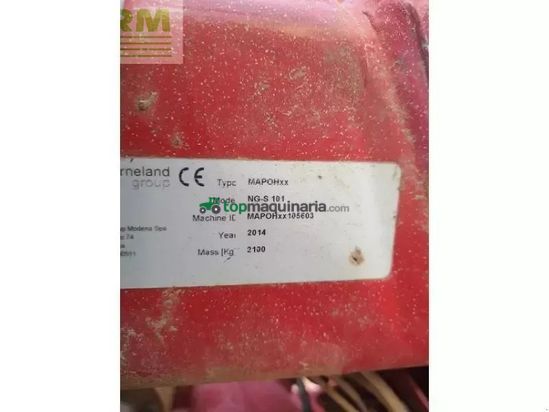 RM
rneland
group
CE
Type MAPOHxx
Mode NG-S 101
topmaquinaria.com
Machine ID MAPOHxx105603
Year 2014
Mass [Kg 2100
o Modena Spa